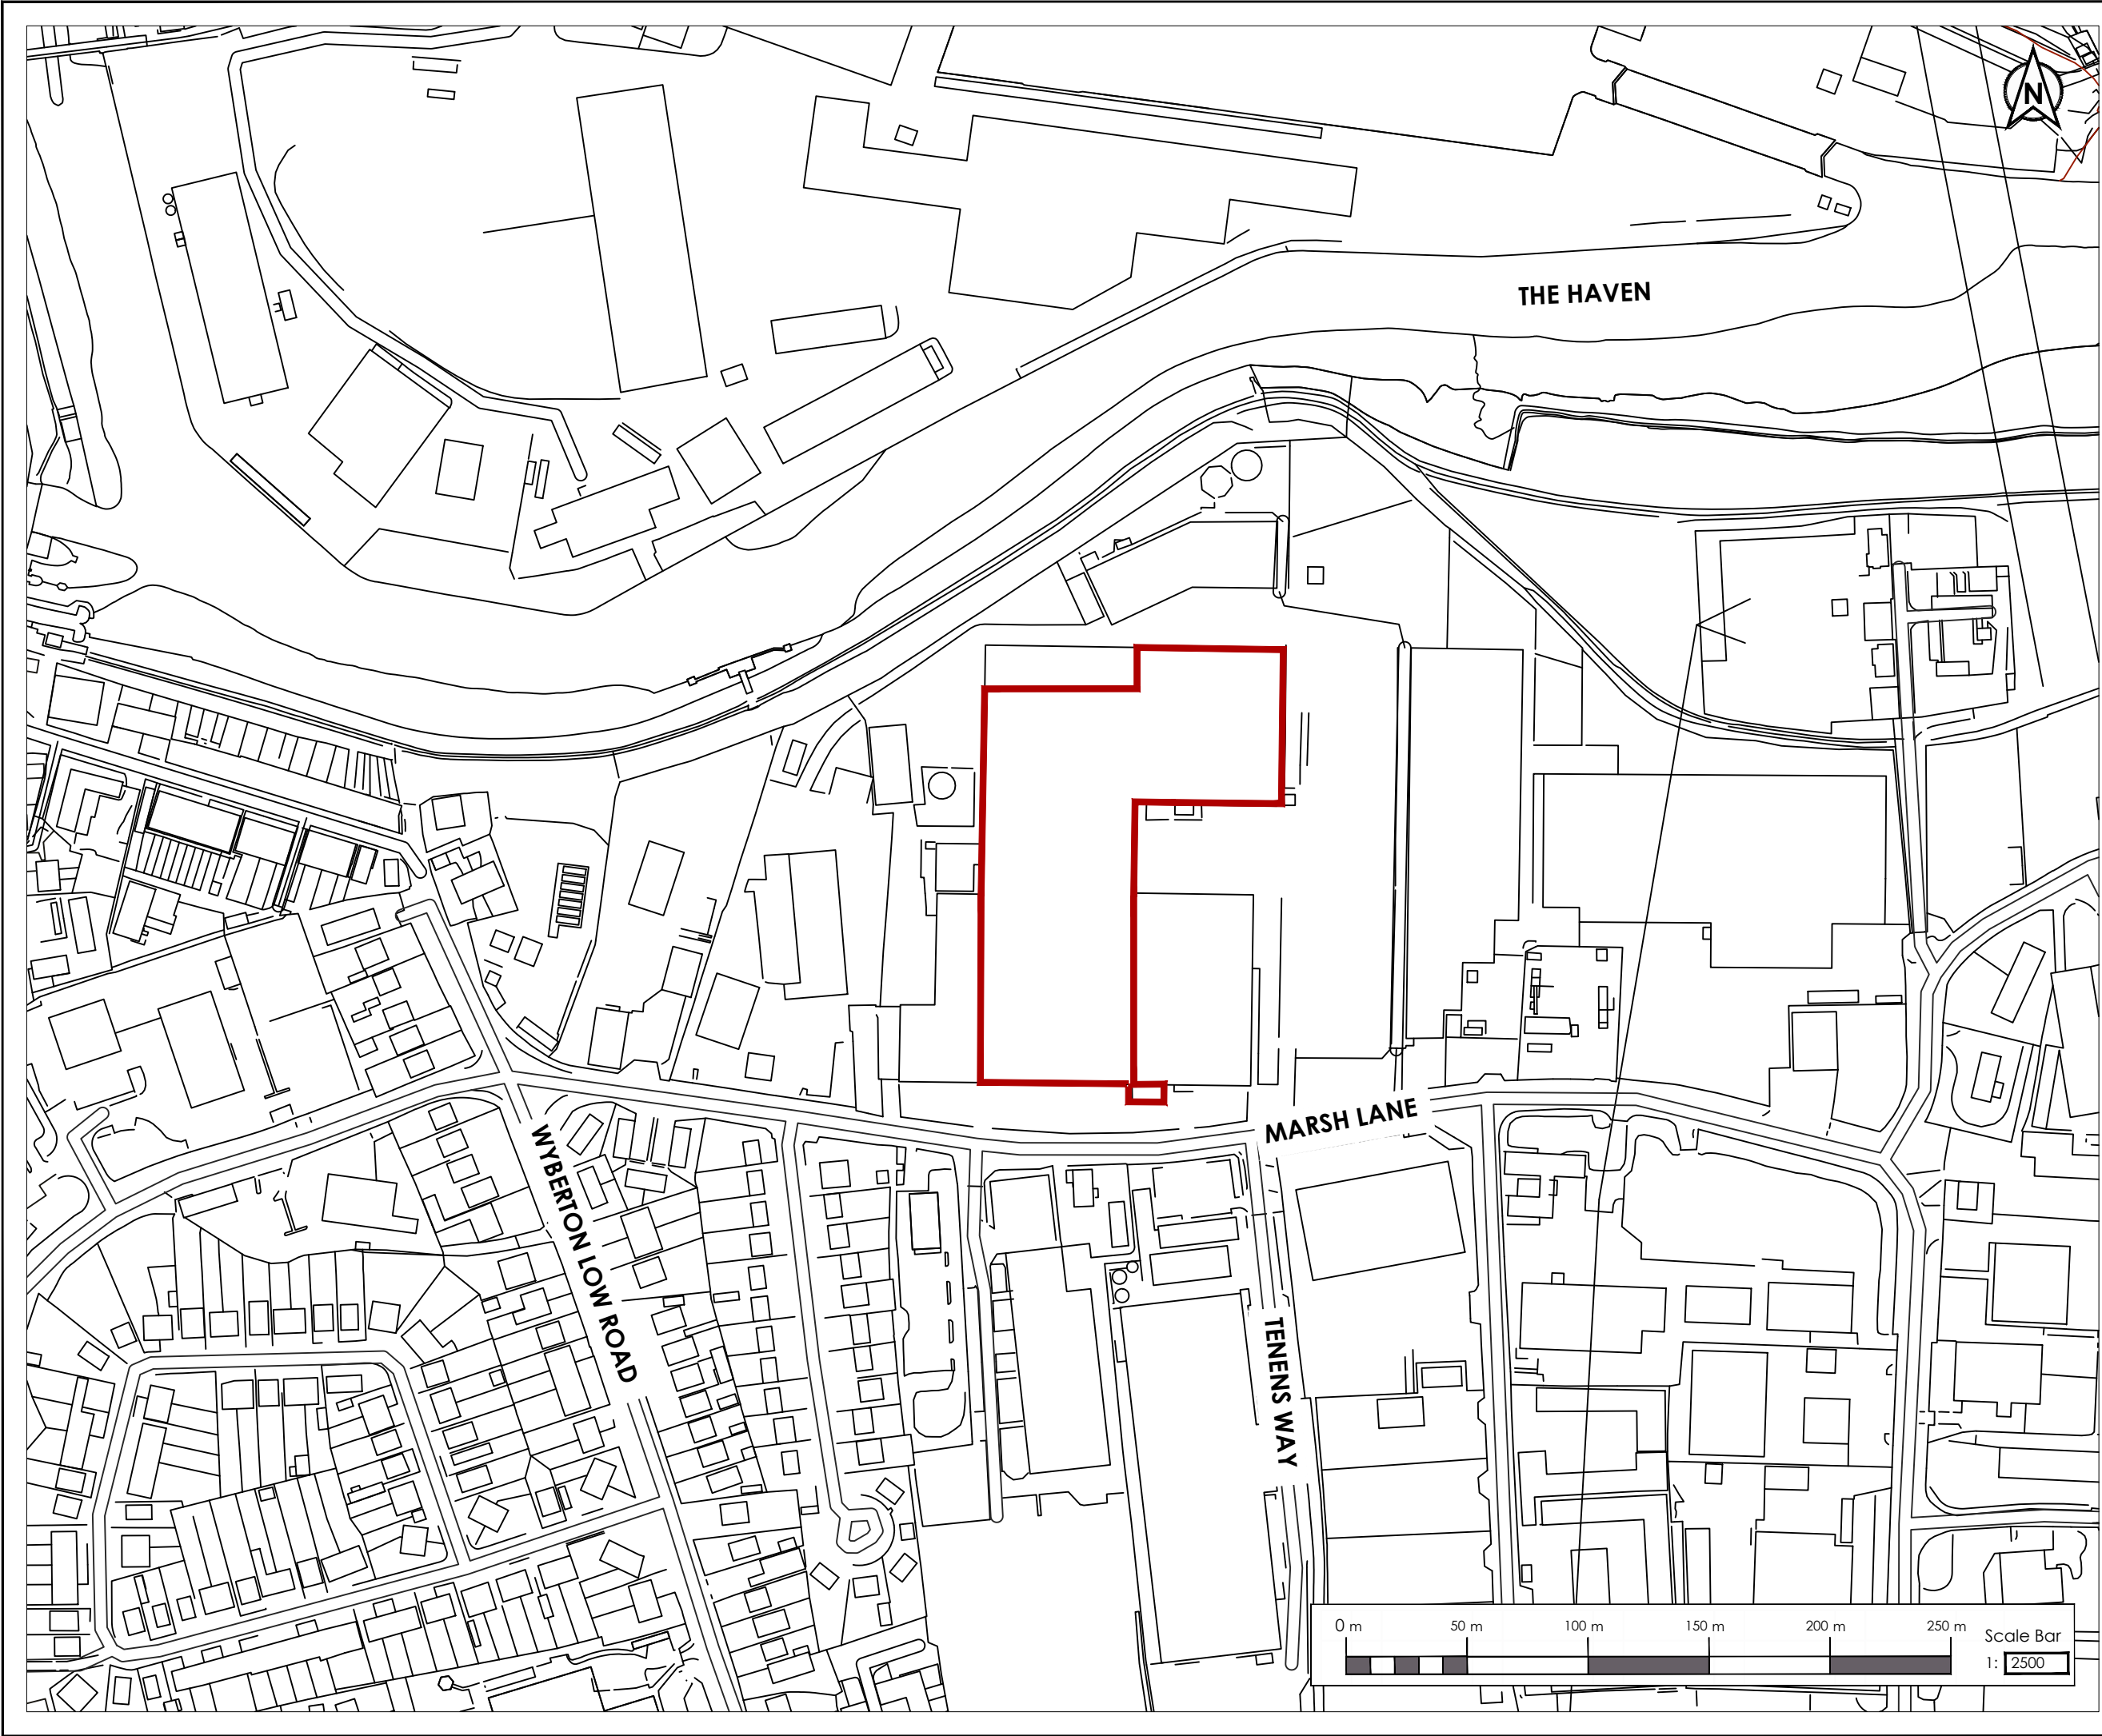 N
THE HAVEN
MARSH LANE
WYBERTON LOW ROAD
TENENS WAY
0 m 50 m 100 m 150 m 200 m 250 m
Scale Bar
1: 2500